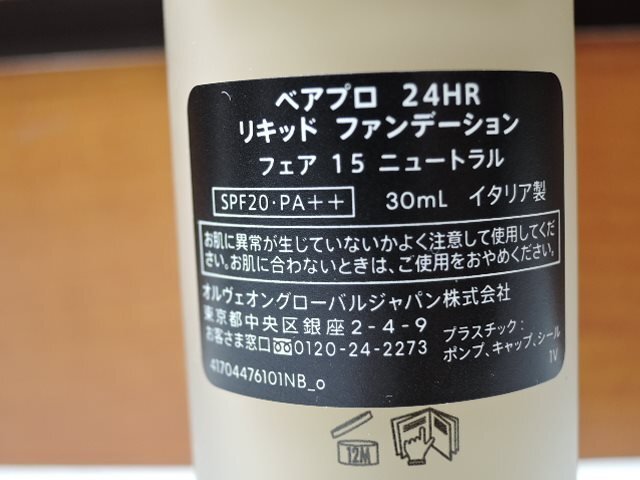 ベアプロ 24HR
リキッド ファンデーション
フェア 15 ニュートラル
SPF20・PA++ 30mL イタリア製
お肌に異常が生じていないかよく注意して使用してくだ
さい。お肌に合わないときは、ご使用をおやめください。
オルヴェオングローバルジャパン株式会社
東京都中央区銀座2-4-9
お客さま窓口 0120-24-2273
プラスチック:
ポンプ、キャップ、シール
41704476101NB_o 1V
12M